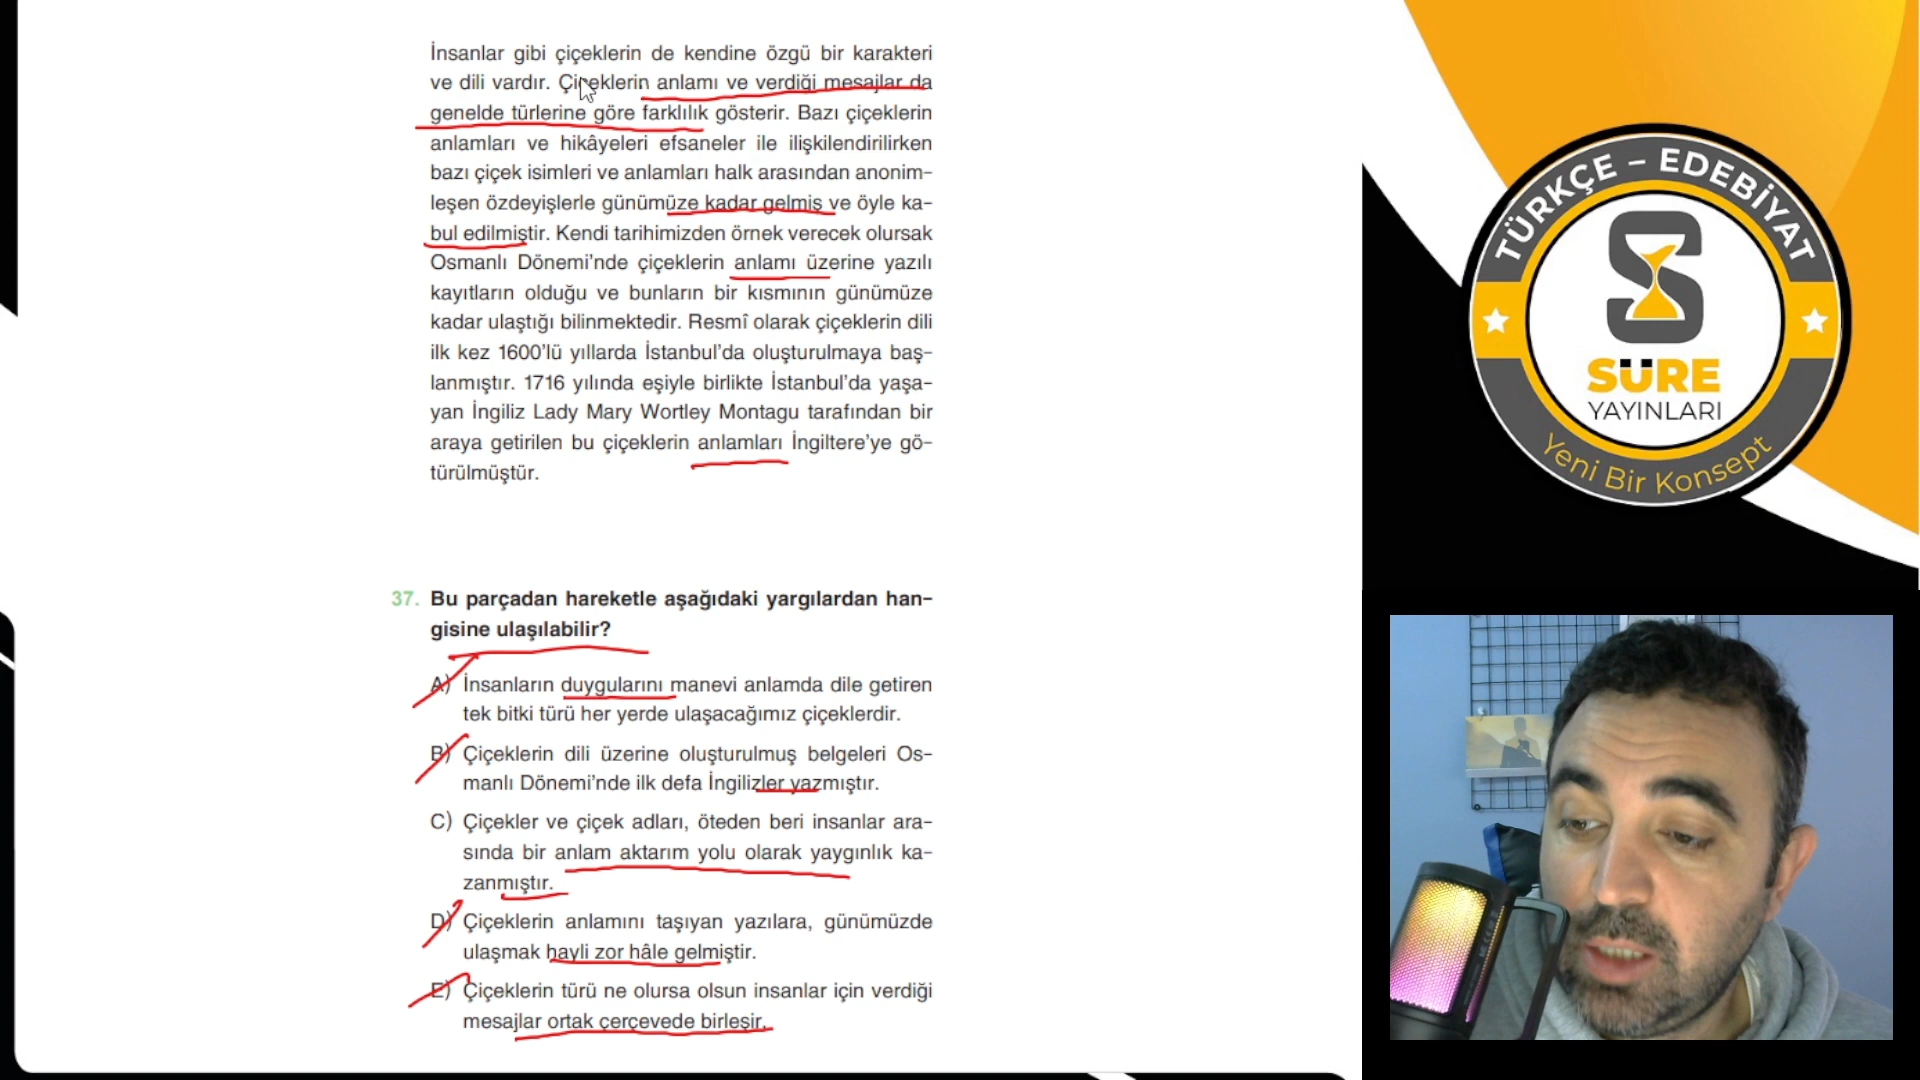 İnsanlar gibi çiçeklerin de kendine özgü bir karakteri
ve dili vardır. Çiçeklerin anlamı ve verdiği mesajlar da
genelde türlerine göre farklılık gösterir. Bazı çiçeklerin
anlamları ve hikâyeleri efsaneler ile ilişkilendirilirken
bazı çiçek isimleri ve anlamları halk arasından anonim-
leşen özdeyişlerle günümüze kadar gelmiş ve öyle ka-
bul edilmiştir. Kendi tarihimizden örnek verecek olursak
Osmanlı Dönemi'nde çiçeklerin anlamı üzerine yazılı
kayıtların olduğu ve bunların bir kısmının günümüze
kadar ulaştığı bilinmektedir. Resmî olarak çiçeklerin dili
ilk kez 1600'lü yıllarda İstanbul'da oluşturulmaya baş-
lanmıştır. 1716 yılında eşiyle birlikte İstanbul'da yaşa-
yan İngiliz Lady Mary Wortley Montagu tarafından bir
araya getirilen bu çiçeklerin anlamları İngiltere'ye gö-
türülmüştür.
37. Bu parçadan hareketle aşağıdaki yargılardan han-
gisine ulaşılabilir?
A) İnsanların duygularını manevi anlamda dile getiren
tek bitki türü her yerde ulaşacağımız çiçeklerdir.
B) Çiçeklerin dili üzerine oluşturulmuş belgeleri Os-
manlı Dönemi'nde ilk defa İngilizler yazmıştır.
C) Çiçekler ve çiçek adları, öteden beri insanlar ara-
sında bir anlam aktarım yolu olarak yaygınlık ka-
zanmıştır.
D) Çiçeklerin anlamını taşıyan yazılara, günümüzde
ulaşmak hayli zor hâle gelmiştir.
E) Çiçeklerin türü ne olursa olsun insanlar için verdiği
mesajlar ortak çerçevede birleşir.
TÜRKÇE – EDEBİYAT
S
SÜRE
YAYINLARI
Yeni Bir Konsept